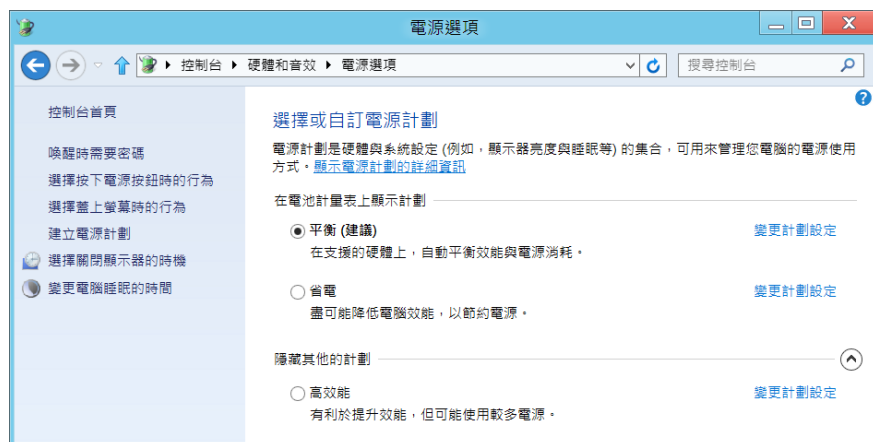 電源選項
控制台 ▸ 硬體和音效 ▸ 電源選項
搜尋控制台
控制台首頁
喚醒時需要密碼
選擇按下電源按鈕時的行為
選擇蓋上螢幕時的行為
建立電源計劃
選擇關閉顯示器的時機
變更電腦睡眠的時間
選擇或自訂電源計劃
電源計劃是硬體與系統設定 (例如，顯示器亮度與睡眠等) 的集合，可用來管理您電腦的電源使用
方式。顯示電源計劃的詳細資訊
在電池計量表上顯示計劃
平衡 (建議) 變更計劃設定
在支援的硬體上，自動平衡效能與電源消耗。
省電 變更計劃設定
盡可能降低電腦效能，以節約電源。
隱藏其他的計劃
高效能 變更計劃設定
有利於提升效能，但可能使用較多電源。